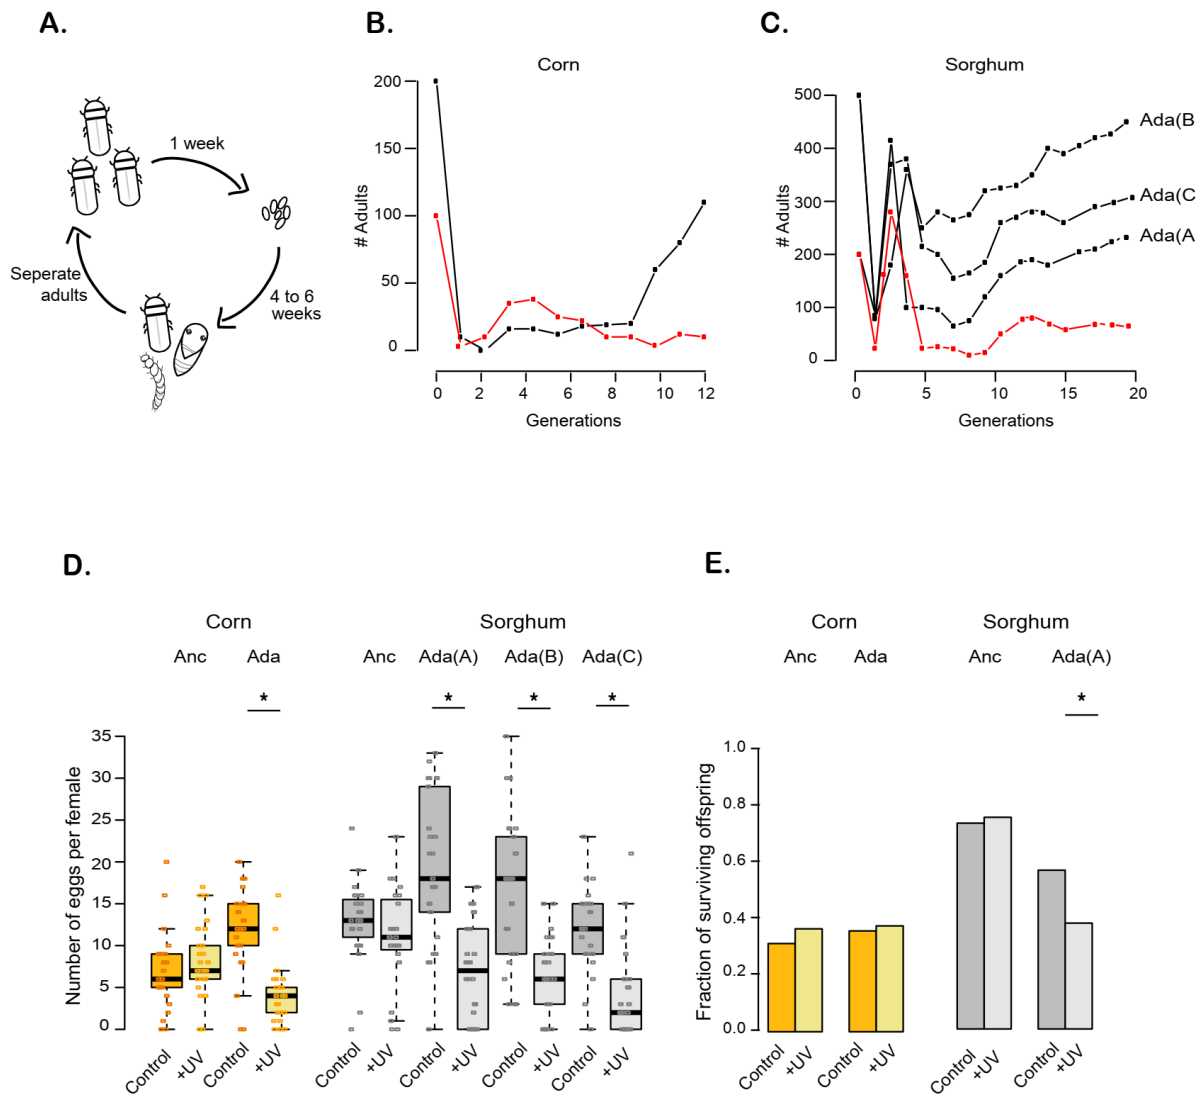 A.
1 week
4 to 6
weeks
Seperate
adults
B.
Corn
# Adults
200
150
100
50
0
0 2 4 6 8 10 12
Generations
C.
Sorghum
# Adults
500
400
300
200
100
0
0 5 10 15 20
Generations
Ada(B
Ada(C
Ada(A
D.
Corn Sorghum
Anc Ada Anc Ada(A) Ada(B) Ada(C)
* * * *
Number of eggs per female
35
30
25
20
15
10
5
0
Control +UV Control +UV Control +UV Control +UV Control +UV Control +UV
E.
Corn Sorghum
Anc Ada Anc Ada(A)
*
Fraction of surviving offspring
1.0
0.8
0.6
0.4
0.2
0.0
Control +UV Control +UV Control +UV Control +UV